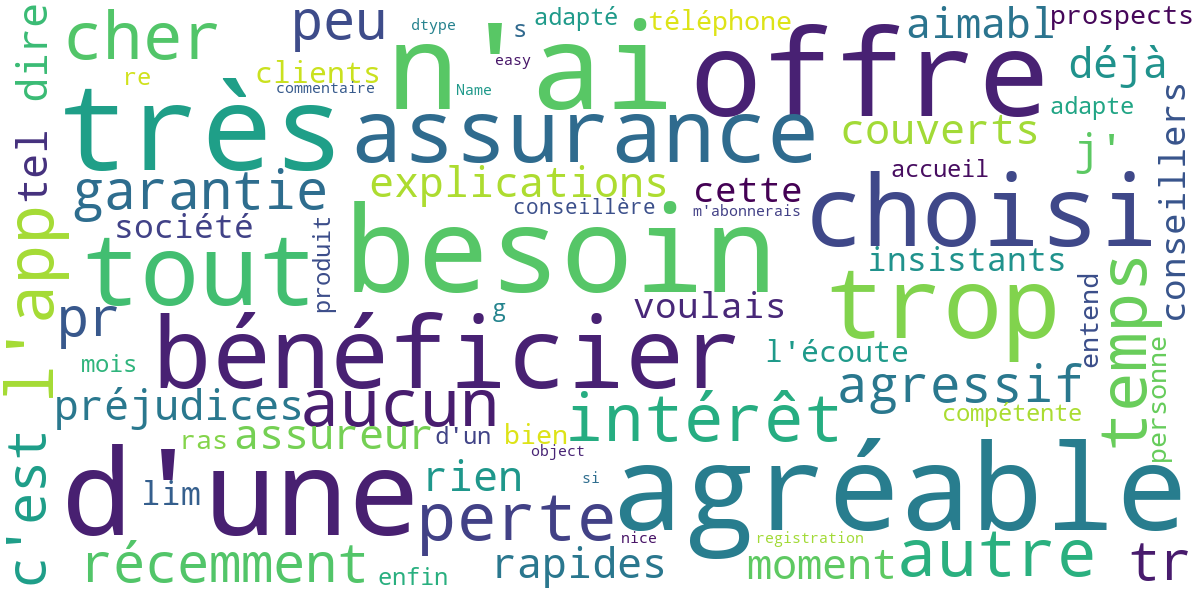 cher
peu
dtype
s
adapté
téléphone
aimabl
prospects
dire
re
clients
commentaire
n'ai
easy
Name
offre
déjà
adapte
très
assurance
couverts
j'
conseillers
tel
garantie
explications
conseillère
cette
m'abonnerais
accueil
choisi
société
tout
produit
besoin
insistants
l'app
pr
g
voulais
trop
entend
temps
mois
bénéficier
l'écoute
préjudices
aucun
intérêt
agressif
compétente
personne
c'est
ras
assureur
d'un
bien
object
d'une
lim
rien
perte
si
agréable
récemment
enfin
rapides
nice
registration
moment
autre
tr